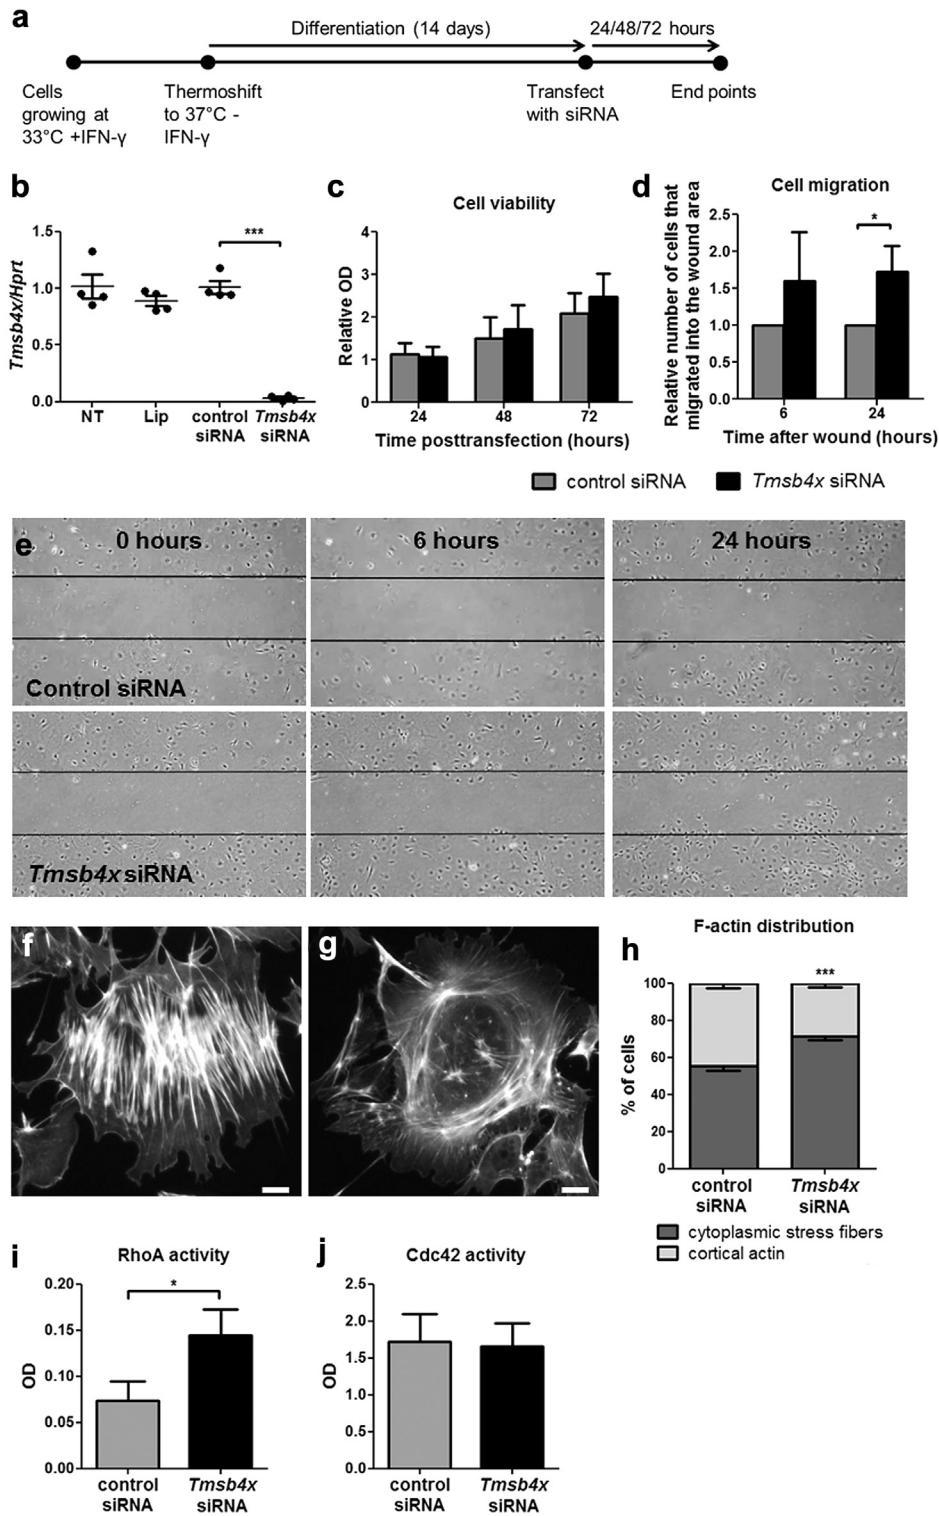 a
Differentiation (14 days)
24/48/72 hours
Cells
growing at
33°C +IFN-γ
Thermoshift
to 37°C -
IFN-γ
Transfect
with siRNA
End points
b
Tmsb4x/Hprt
1.5
1.0
0.5
0.0
***
NT
Lip
control
siRNA
Tmsb4x
siRNA
c
Cell viability
Relative OD
4
3
2
1
0
24
48
72
Time posttransfection (hours)
d
Cell migration
Relative number of cells that
migrated into the wound area
2.5
2.0
1.5
1.0
0.5
0.0
*
6
24
Time after wound (hours)
control siRNA
Tmsb4x siRNA
e
0 hours
6 hours
24 hours
Control siRNA
Tmsb4x siRNA
f
g
h
F-actin distribution
% of cells
100
80
60
40
20
0
***
control
siRNA
Tmsb4x
siRNA
cytoplasmic stress fibers
cortical actin
i
RhoA activity
OD
0.20
0.15
0.10
0.05
0.00
*
control
siRNA
Tmsb4x
siRNA
j
Cdc42 activity
OD
2.5
2.0
1.5
1.0
0.5
0.0
control
siRNA
Tmsb4x
siRNA